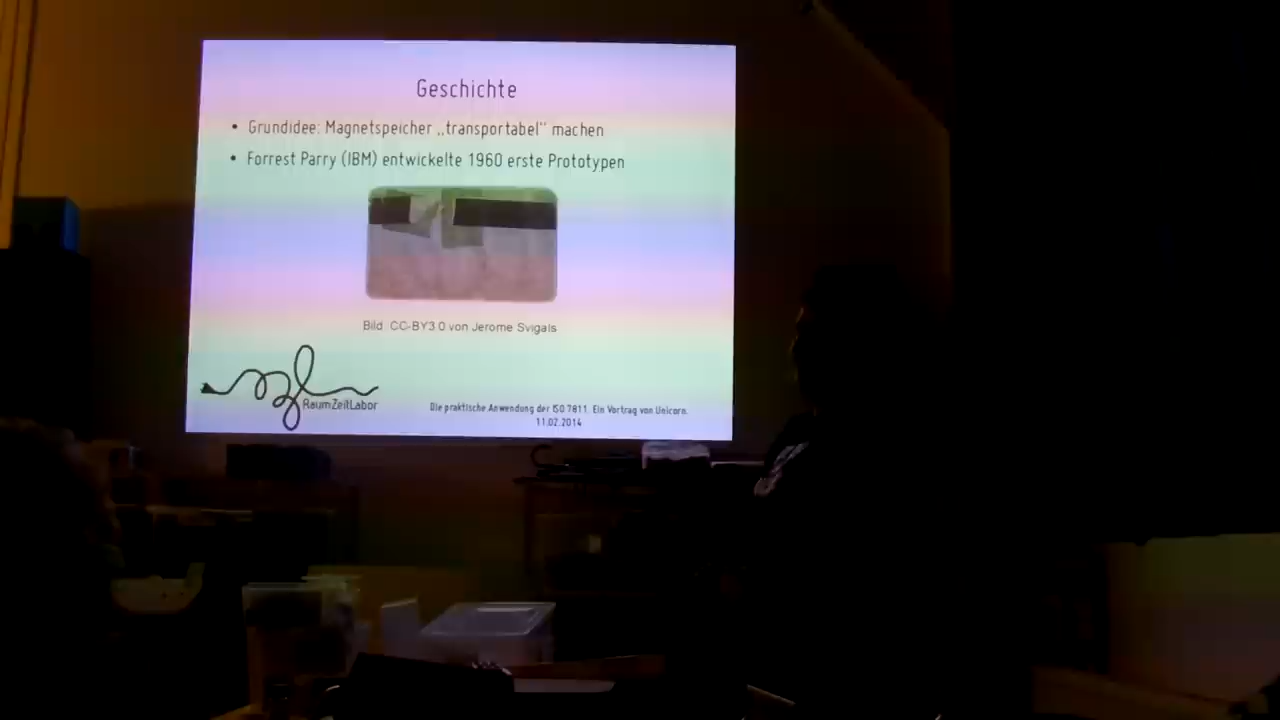 Geschichte
• Grundidee: Magnetspeicher „transportabel“ machen
• Forrest Parry (IBM) entwickelte 1960 erste Prototypen
Bild: CC-BY3.0 von Jerome Svigals
RaumZeitLabor
Die praktische Anwendung der ISO 7811. Ein Vortrag von Unicorn.
11.02.2014